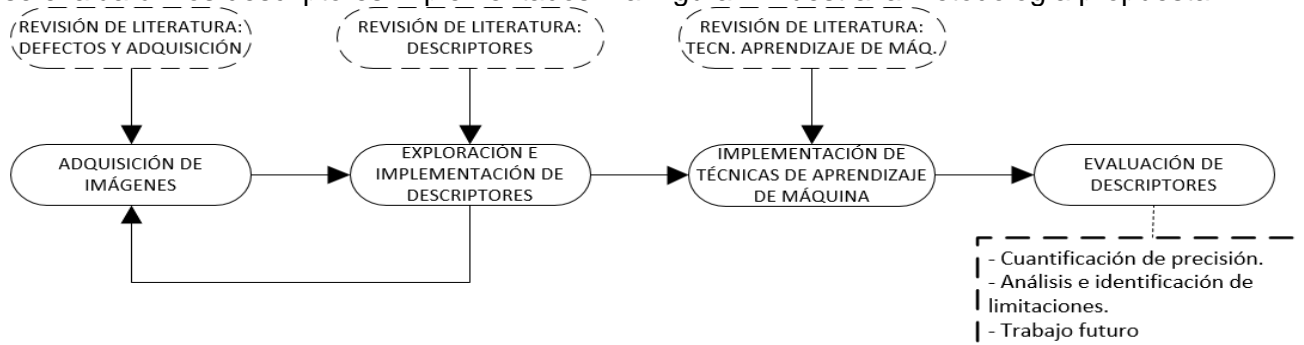 REVISIÓN DE LITERATURA:
DEFECTOS Y ADQUISICIÓN
REVISIÓN DE LITERATURA:
DESCRIPTORES
REVISIÓN DE LITERATURA:
TECN. APRENDIZAJE DE MÁQ.
ADQUISICIÓN DE
IMÁGENES
EXPLORACIÓN E
IMPLEMENTACIÓN DE
DESCRIPTORES
IMPLEMENTACIÓN DE
TÉCNICAS DE APRENDIZAJE
DE MÁQUINA
EVALUACIÓN DE
DESCRIPTORES
- Cuantificación de precisión.
- Análisis e identificación de
limitaciones.
- Trabajo futuro